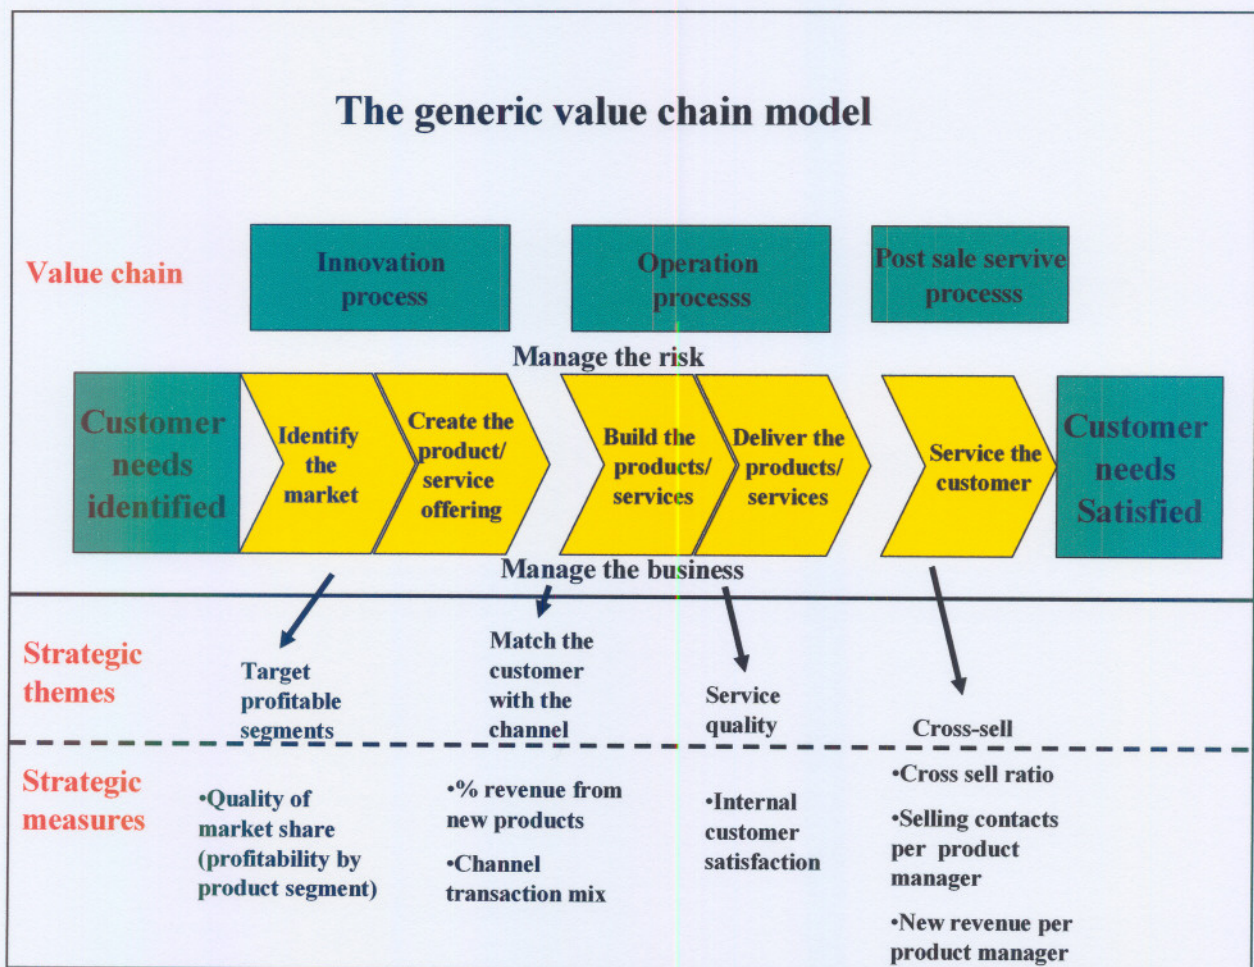 The generic value chain model
Value chain
Innovation
process
Operation
processs
Post sale servive
processs
Manage the risk
Customer
needs
identified
Identify
the
market
Create the
product/
service
offering
Build the
products/
services
Deliver the
products/
services
Service the
customer
Customer
needs
Satisfied
Manage the business
Strategic
themes
Target
profitable
segments
Match the
customer
with the
channel
Service
quality
Cross-sell
Strategic
measures
•Quality of
market share
(profitability by
product segment)
•% revenue from
new products
•Channel
transaction mix
•Internal
customer
satisfaction
•Cross sell ratio
•Selling contacts
per product
manager
•New revenue per
product manager